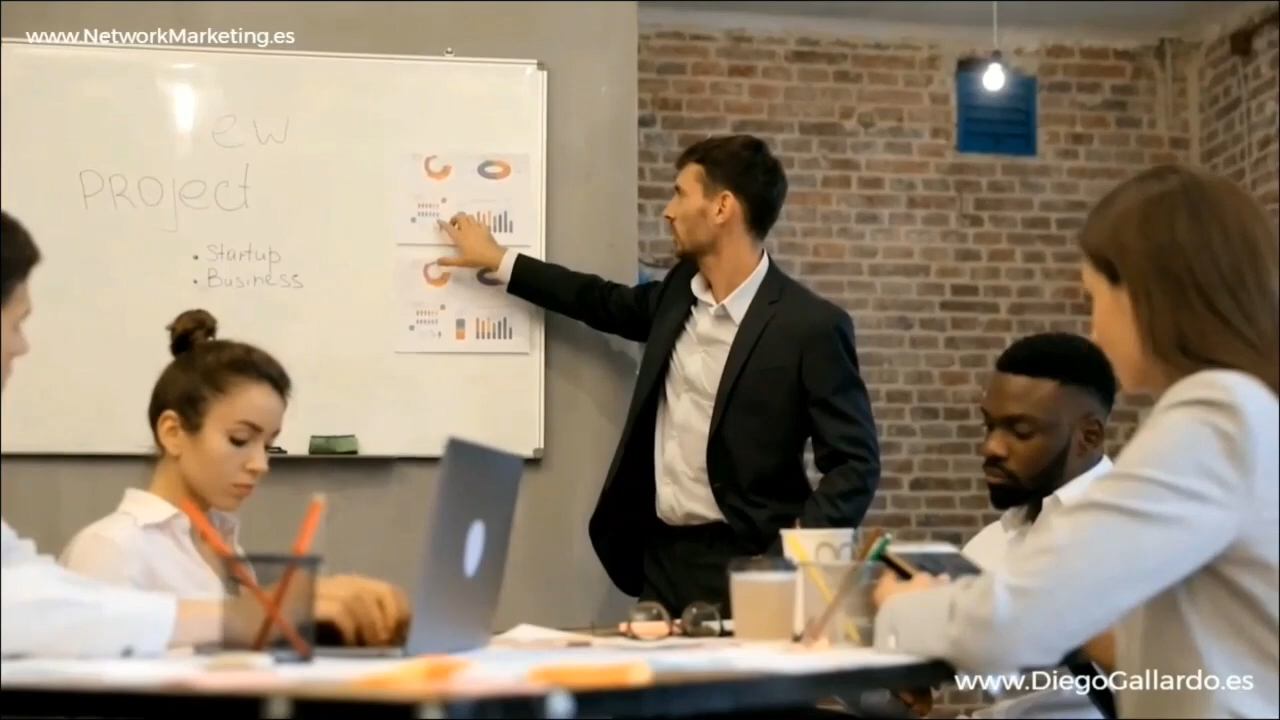 www.NetworkMarketing.es
ew
PROject
• Startup
• Business
www.DiegoGallardo.es